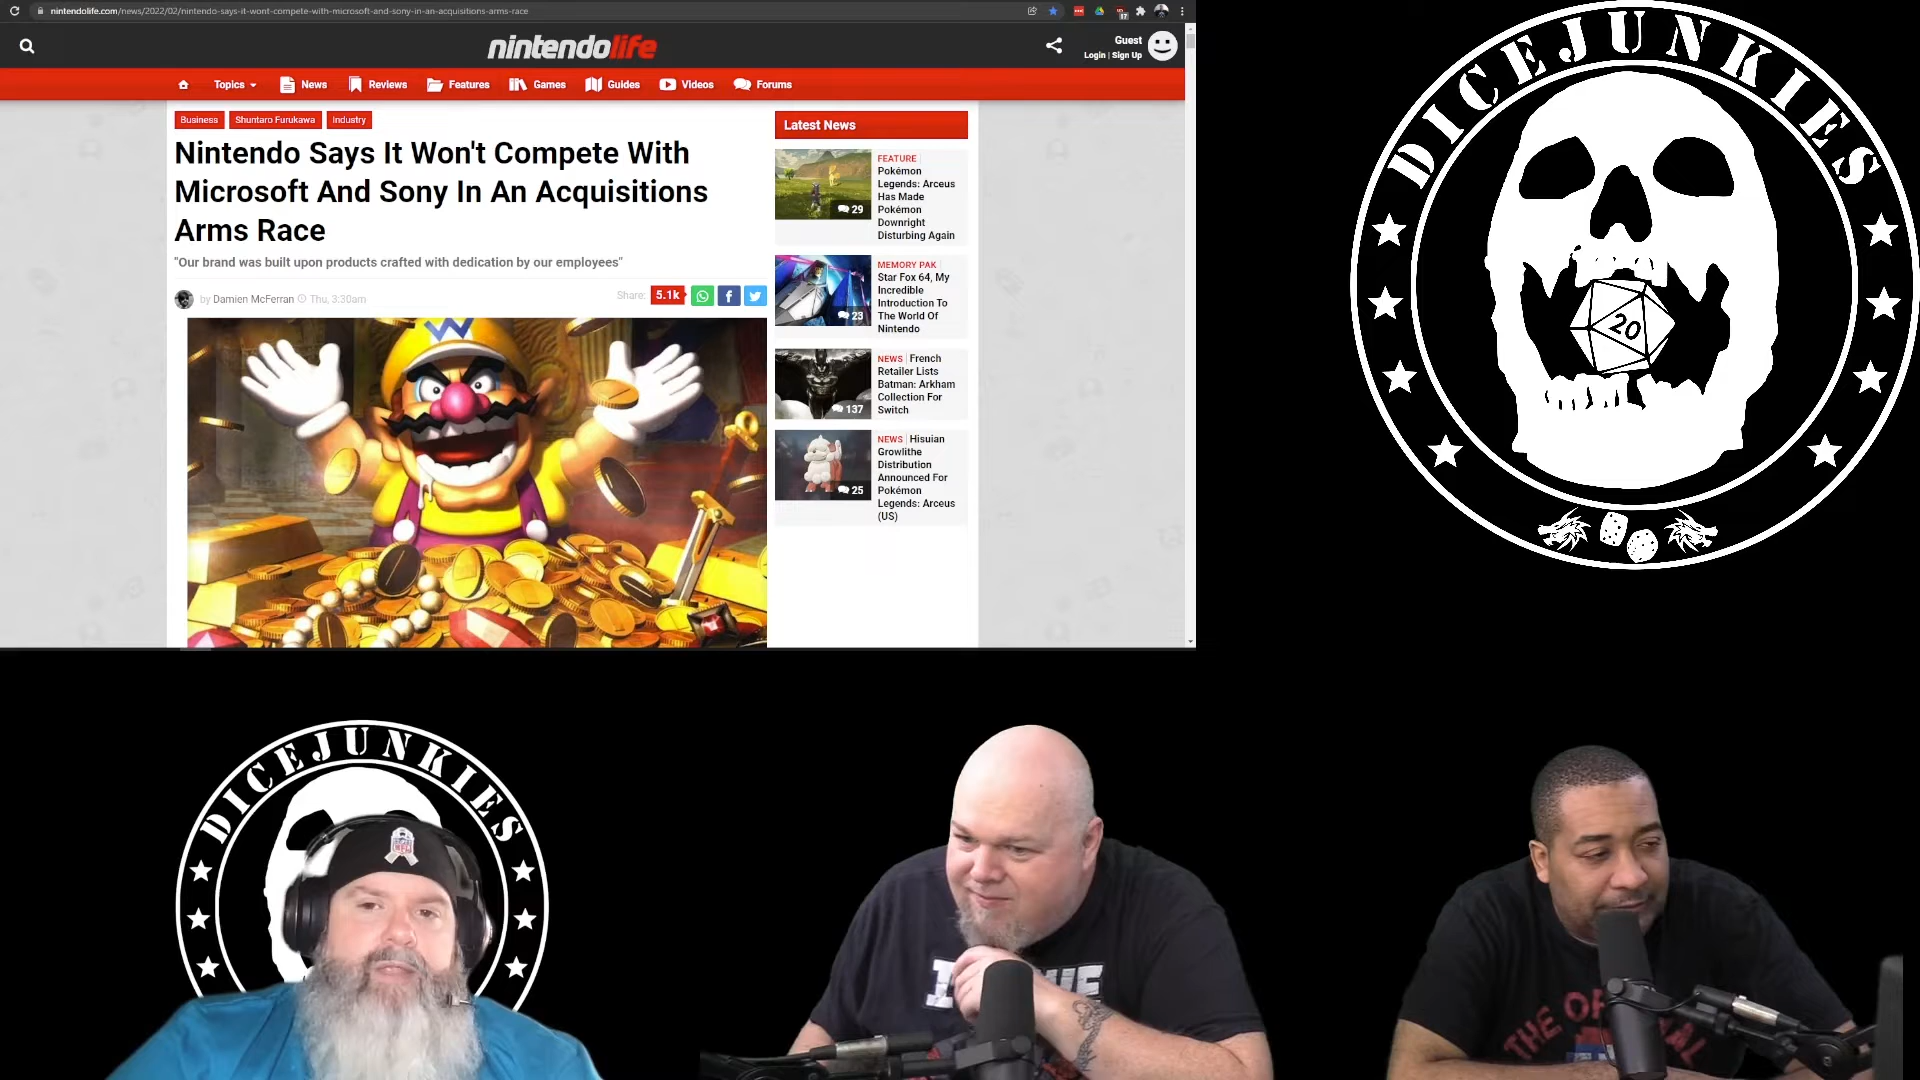 nintendolife.com/news/2022/02/nintendo-says-it-wont-compete-with-microsoft-and-sony-in-an-acquisitions-arms-race
17
nintendolife
Guest
Login | Sign Up
Topics
News
Reviews
Features
Games
Guides
Videos
Forums
Business
Shuntaro Furukawa
Industry
Nintendo Says It Won't Compete With
Microsoft And Sony In An Acquisitions
Arms Race
"Our brand was built upon products crafted with dedication by our employees"
by Damien McFerran
Thu, 3:30am
Share:
5.1k
W
Latest News
FEATURE
Pokémon
Legends: Arceus
Has Made
Pokémon
Downright
Disturbing Again
29
MEMORY PAK
Star Fox 64, My
Incredible
Introduction To
The World Of
Nintendo
23
NEWS | French
Retailer Lists
Batman: Arkham
Collection For
Switch
137
NEWS | Hisuian
Growlithe
Distribution
Announced For
Pokémon
Legends: Arceus
(US)
25
DICEJUNKIES
20
DICEJUNKIES
NFL
THE